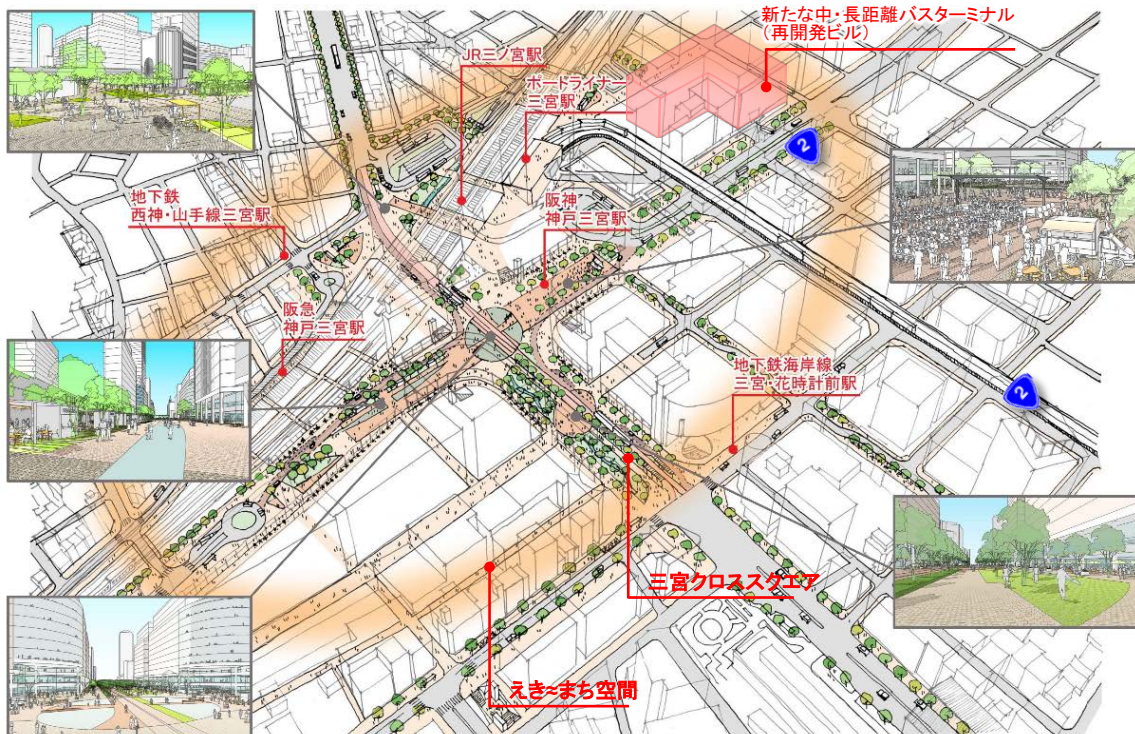 新たな中・長距離バスターミナル
(再開発ビル)
JR三ノ宮駅
ポートライナー
三宮駅
2
地下鉄
西神・山手線三宮駅
阪神
神戸三宮駅
阪急
神戸三宮駅
地下鉄海岸線
三宮・花時計前駅
2
三宮クロススクエア
えき≈まち空間